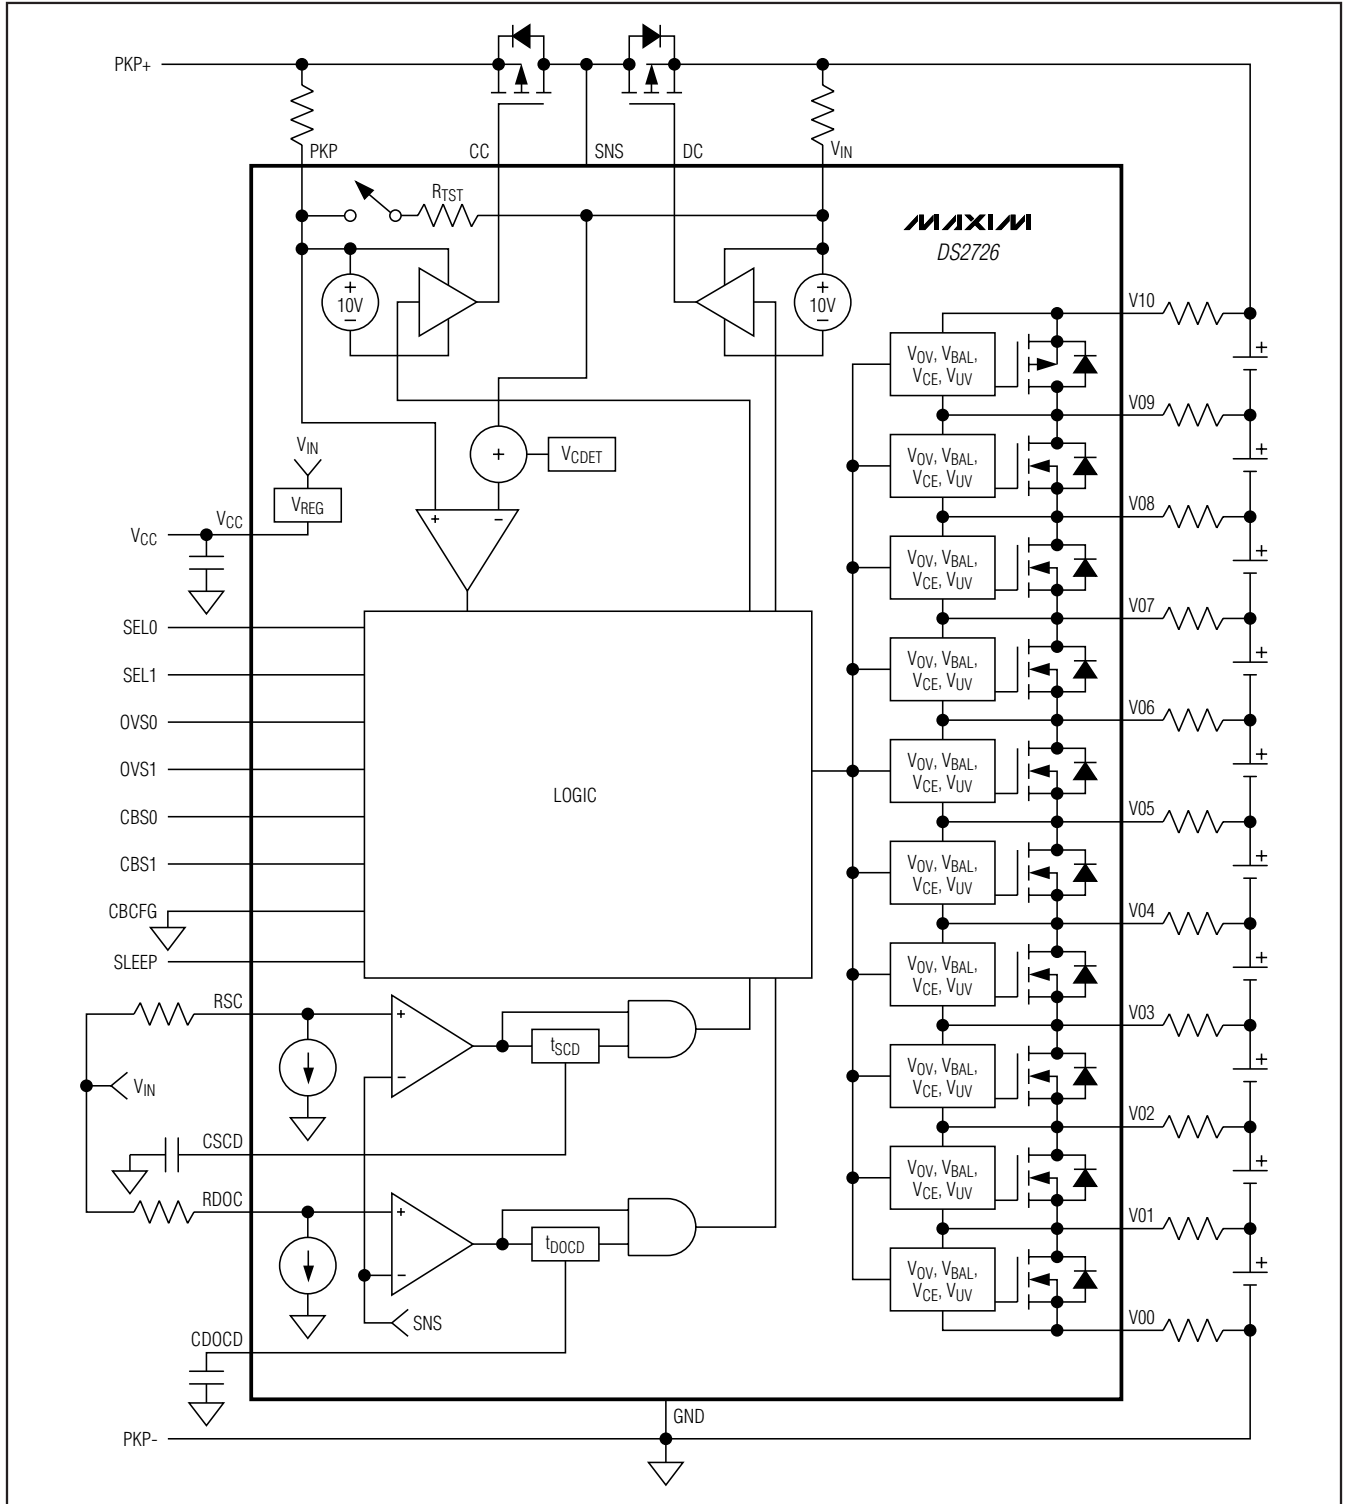 PKP+
PKP
CC
SNS
DC
VIN
RTST
MAXIM
DS2726
+
10V
−
+
10V
−
V10
VOV, VBAL,
VCE, VUV
+
V09
VIN
+
VCDET
VOV, VBAL,
VCE, VUV
+
VREG
+
−
V08
VCC
VCC
VOV, VBAL,
VCE, VUV
+
V07
SEL0
SEL1
VOV, VBAL,
VCE, VUV
+
V06
OVS0
OVS1
LOGIC
VOV, VBAL,
VCE, VUV
+
V05
CBS0
CBS1
VOV, VBAL,
VCE, VUV
+
V04
CBCFG
SLEEP
VOV, VBAL,
VCE, VUV
+
V03
RSC
+
−
tSCD
VIN
VOV, VBAL,
VCE, VUV
+
V02
CSCD
VOV, VBAL,
VCE, VUV
+
V01
RDOC
+
−
tDOCD
VOV, VBAL,
VCE, VUV
+
V00
SNS
CDOCD
GND
PKP-